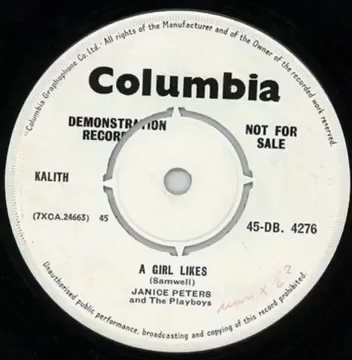 Columbia Graphophone Co. Ltd. All rights of the Manufacturer and of the Owner of the recorded work reserved.
Columbia
DEMONSTRATION
RECORD
NOT FOR
SALE
KALITH
(7XCA.24663) 45
45-DB. 4276
A GIRL LIKES
(Samwell)
JANICE PETERS
and The Playboys
Unauthorised public performance, broadcasting and copying of this record prohibited.